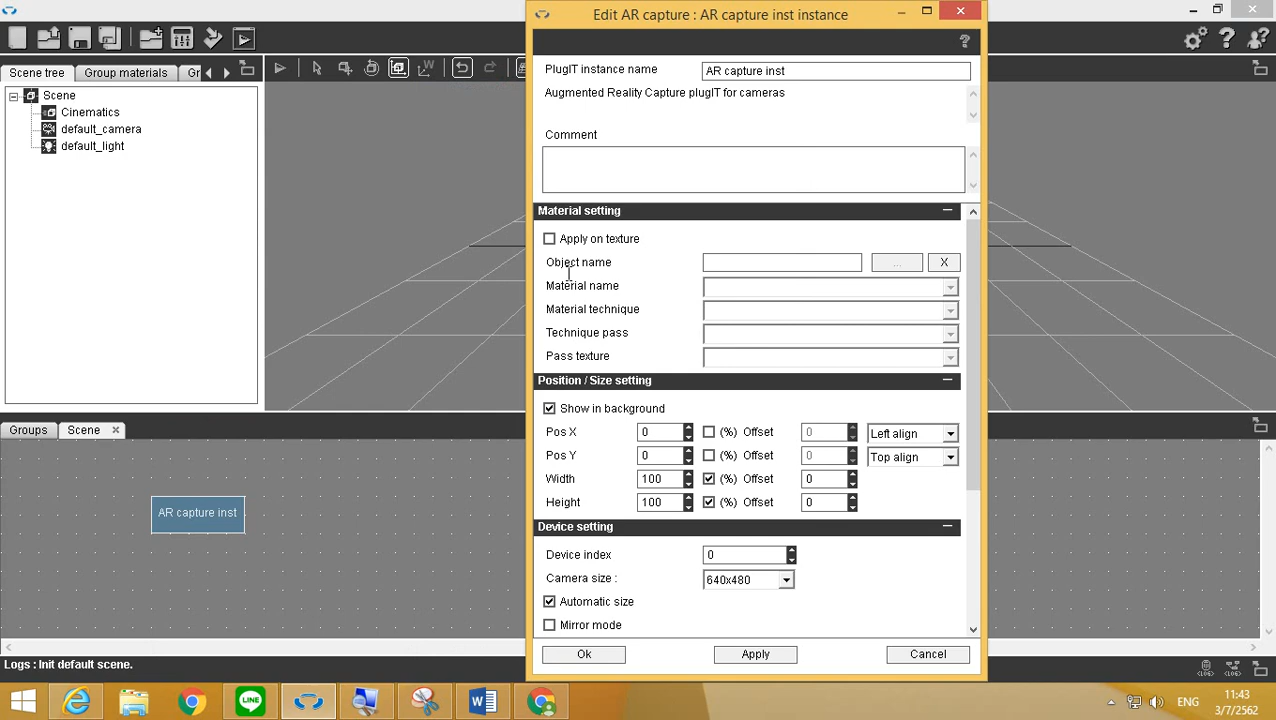 Edit AR capture : AR capture inst instance
Scene tree
Group materials
Gr
Scene
Cinematics
default_camera
default_light
PlugIT instance name
AR capture inst
Augmented Reality Capture plugIT for cameras
Comment
Material setting
Apply on texture
Object name
...
X
Material name
Material technique
Technique pass
Pass texture
Position / Size setting
Show in background
Pos X 0 (%) Offset 0 Left align
Pos Y 0 (%) Offset 0 Top align
Width 100 (%) Offset 0
Height 100 (%) Offset 0
Device setting
Device index 0
Camera size : 640x480
Automatic size
Mirror mode
Ok Apply Cancel
Groups
Scene
AR capture inst
Logs : Init default scene.
ENG
11:43
3/7/2562